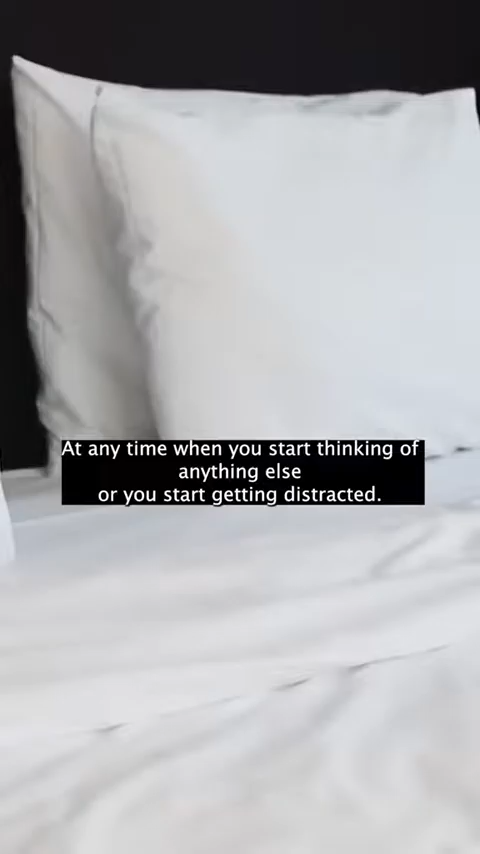 At any time when you start thinking of
anything else
or you start getting distracted.